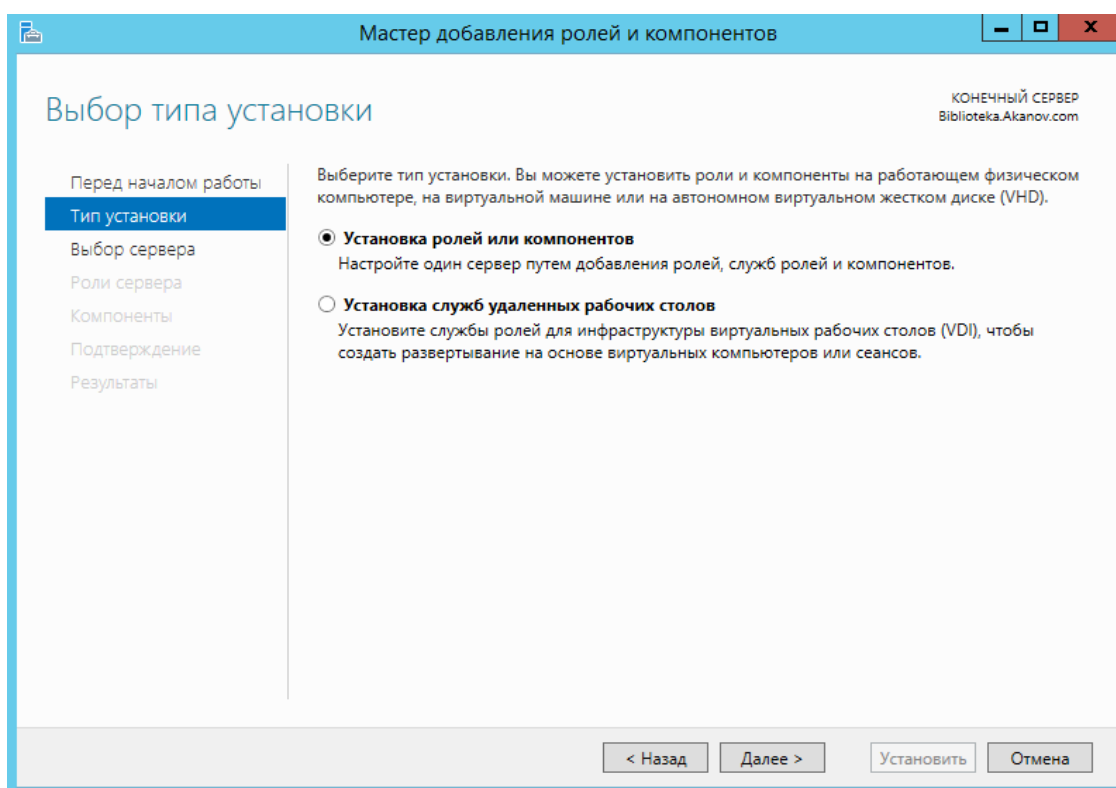 Мастер добавления ролей и компонентов
Выбор типа установки
КОНЕЧНЫЙ СЕРВЕР
Biblioteka.Akanov.com
Перед началом работы
Тип установки
Выбор сервера
Роли сервера
Компоненты
Подтверждение
Результаты
Выберите тип установки. Вы можете установить роли и компоненты на работающем физическом
компьютере, на виртуальной машине или на автономном виртуальном жестком диске (VHD).
Установка ролей или компонентов
Настройте один сервер путем добавления ролей, служб ролей и компонентов.
Установка служб удаленных рабочих столов
Установите службы ролей для инфраструктуры виртуальных рабочих столов (VDI), чтобы
создать развертывание на основе виртуальных компьютеров или сеансов.
< Назад
Далее >
Установить
Отмена